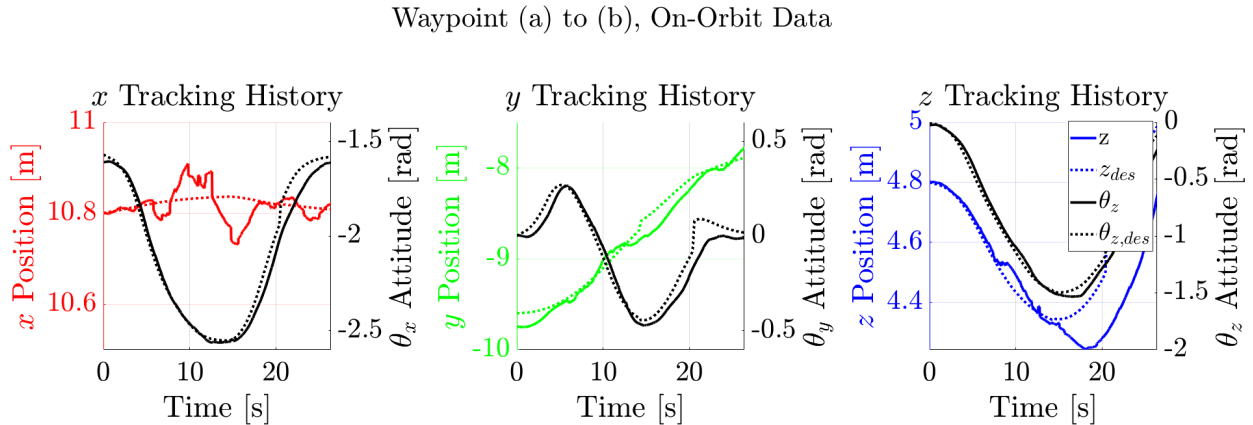 Waypoint (a) to (b), On-Orbit Data
x Tracking History
11
10.8
10.6
x Position [m]
-1.5
-2
-2.5
θx Attitude [rad]
0 10 20
Time [s]
y Tracking History
-8
-9
-10
y Position [m]
0.5
0
-0.5
θy Attitude [rad]
0 10 20
Time [s]
z Tracking History
5
4.8
4.6
4.4
z Position [m]
0
-0.5
-1
-1.5
-2
θz Attitude [rad]
z
zdes
θz
θz,des
0 10 20
Time [s]